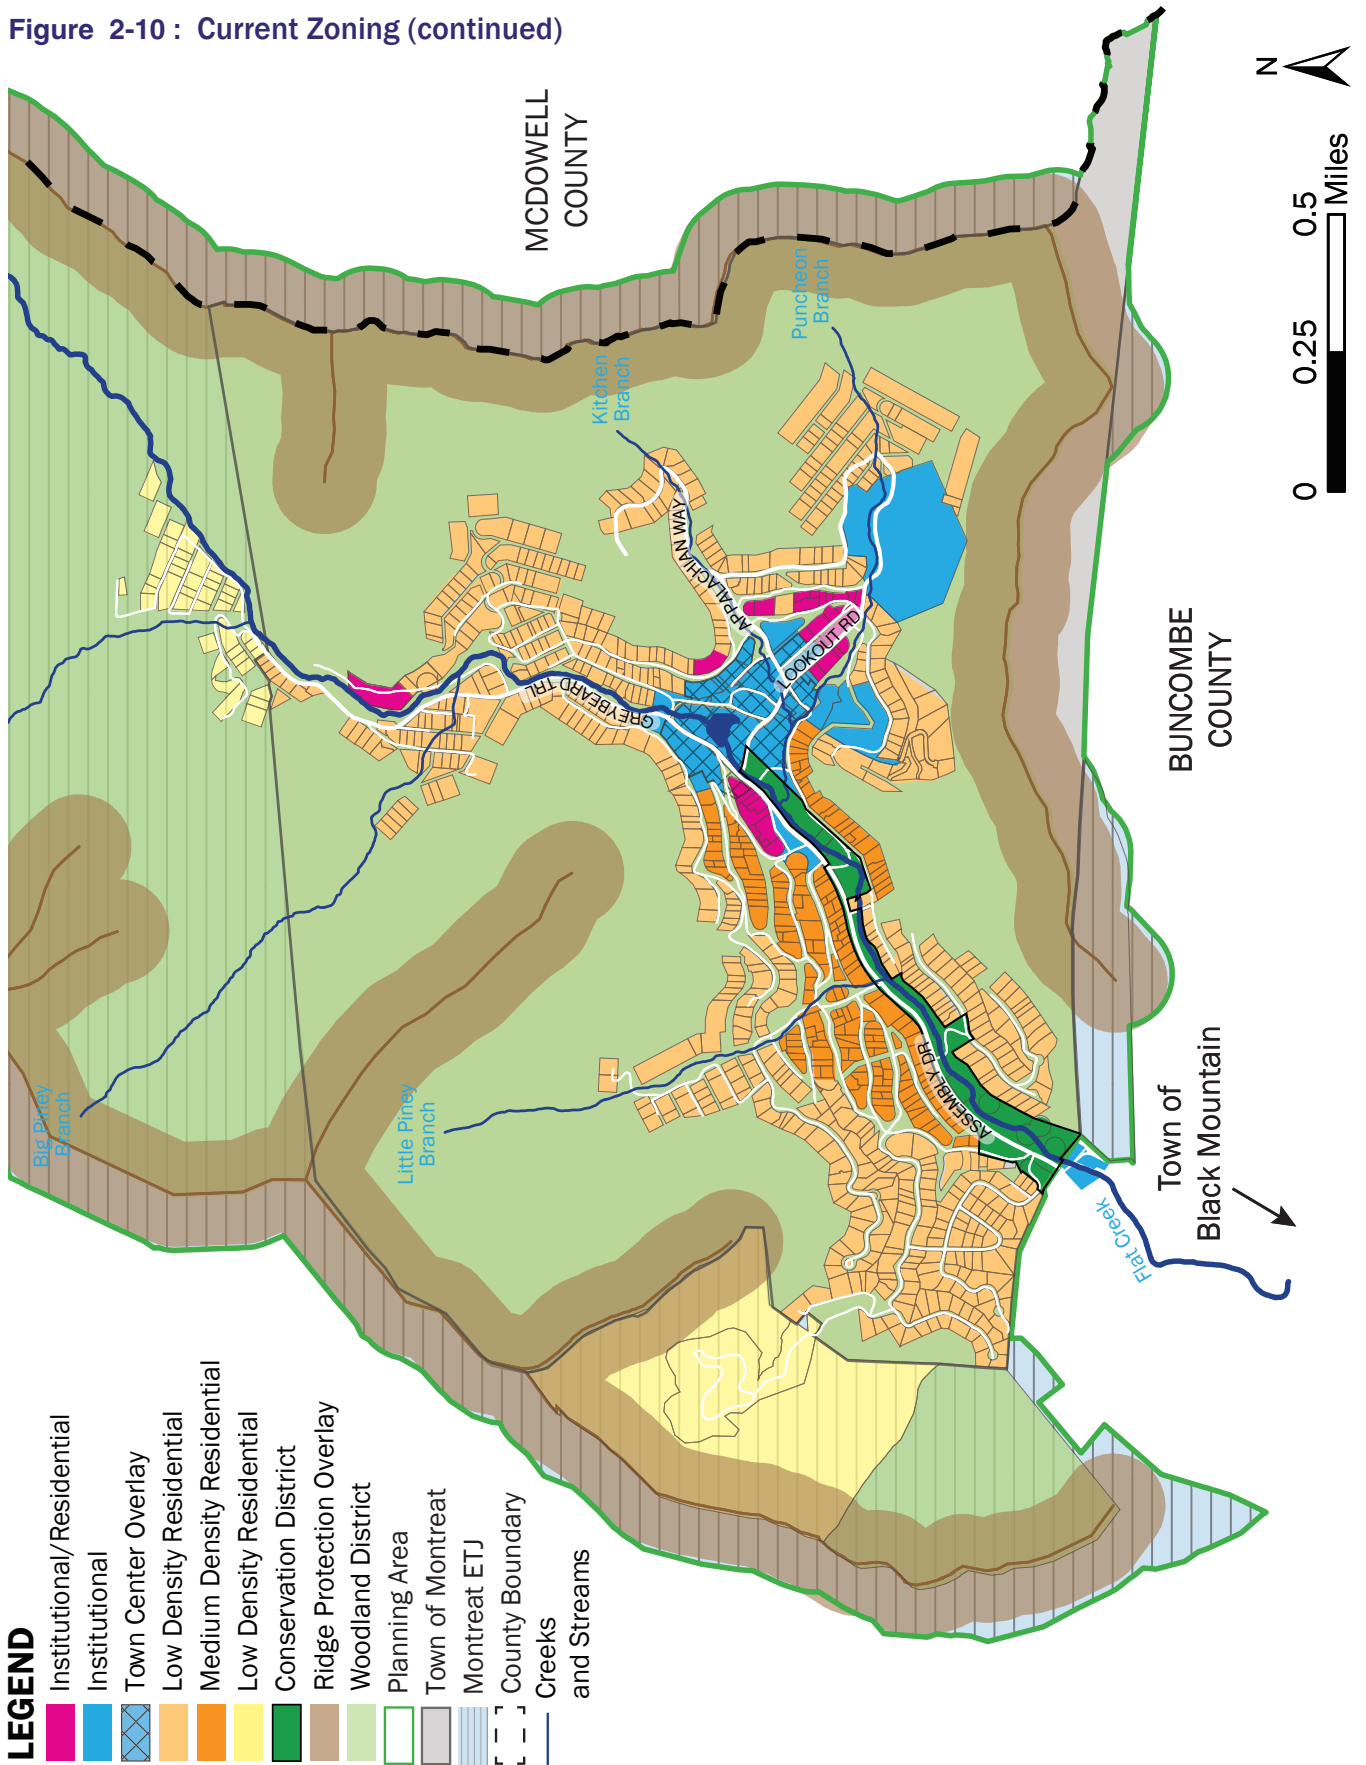 Figure 2-10 : Current Zoning (continued)
N
MCDOWELL
COUNTY
0 0.25 0.5
Miles
Puncheon
Branch
Kitchen
Branch
APPALACHIAN WAY
LOOKOUT RD
GREYBEARD TRL
BUNCOMBE
COUNTY
Big Piney
Branch
Little Piney
Branch
ASSEMBLY DR
Flat Creek
Town of
Black Mountain
LEGEND
Institutional/Residential
Institutional
Town Center Overlay
Low Density Residential
Medium Density Residential
Low Density Residential
Conservation District
Ridge Protection Overlay
Woodland District
Planning Area
Town of Montreat
Montreat ETJ
County Boundary
Creeks
and Streams